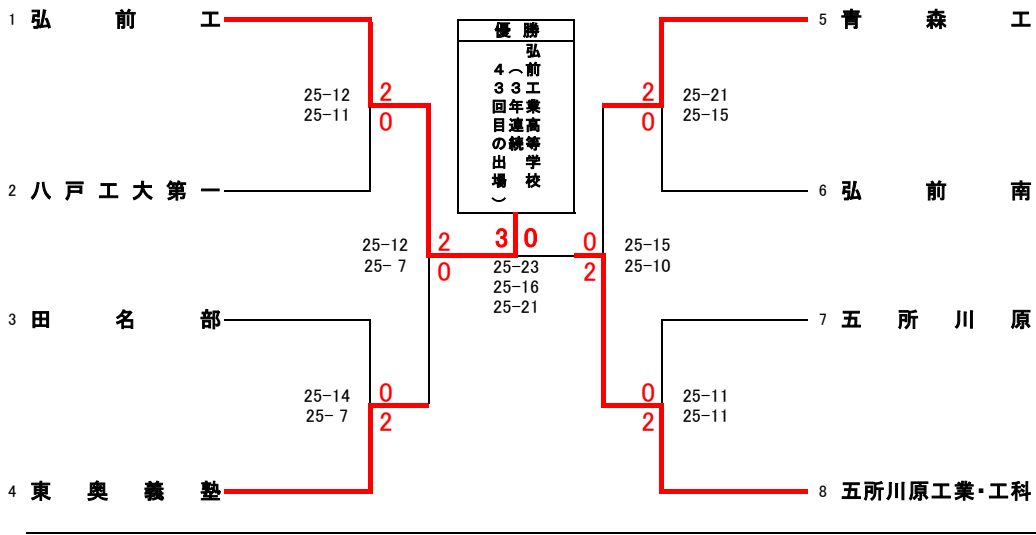 優勝
弘前工業高等学校
（３年連続
４３回目の出場）
1 弘前工
25-12
25-11
2
0
2 八戸工大第一
25-12
25- 7
2
0
3 田名部
25-14
25- 7
0
2
4 東奥義塾
3 0
25-23
25-16
25-21
5 青森工
2
0
25-21
25-15
6 弘前南
0
2
25-15
25-10
7 五所川原
0
2
25-11
25-11
8 五所川原工業・工科